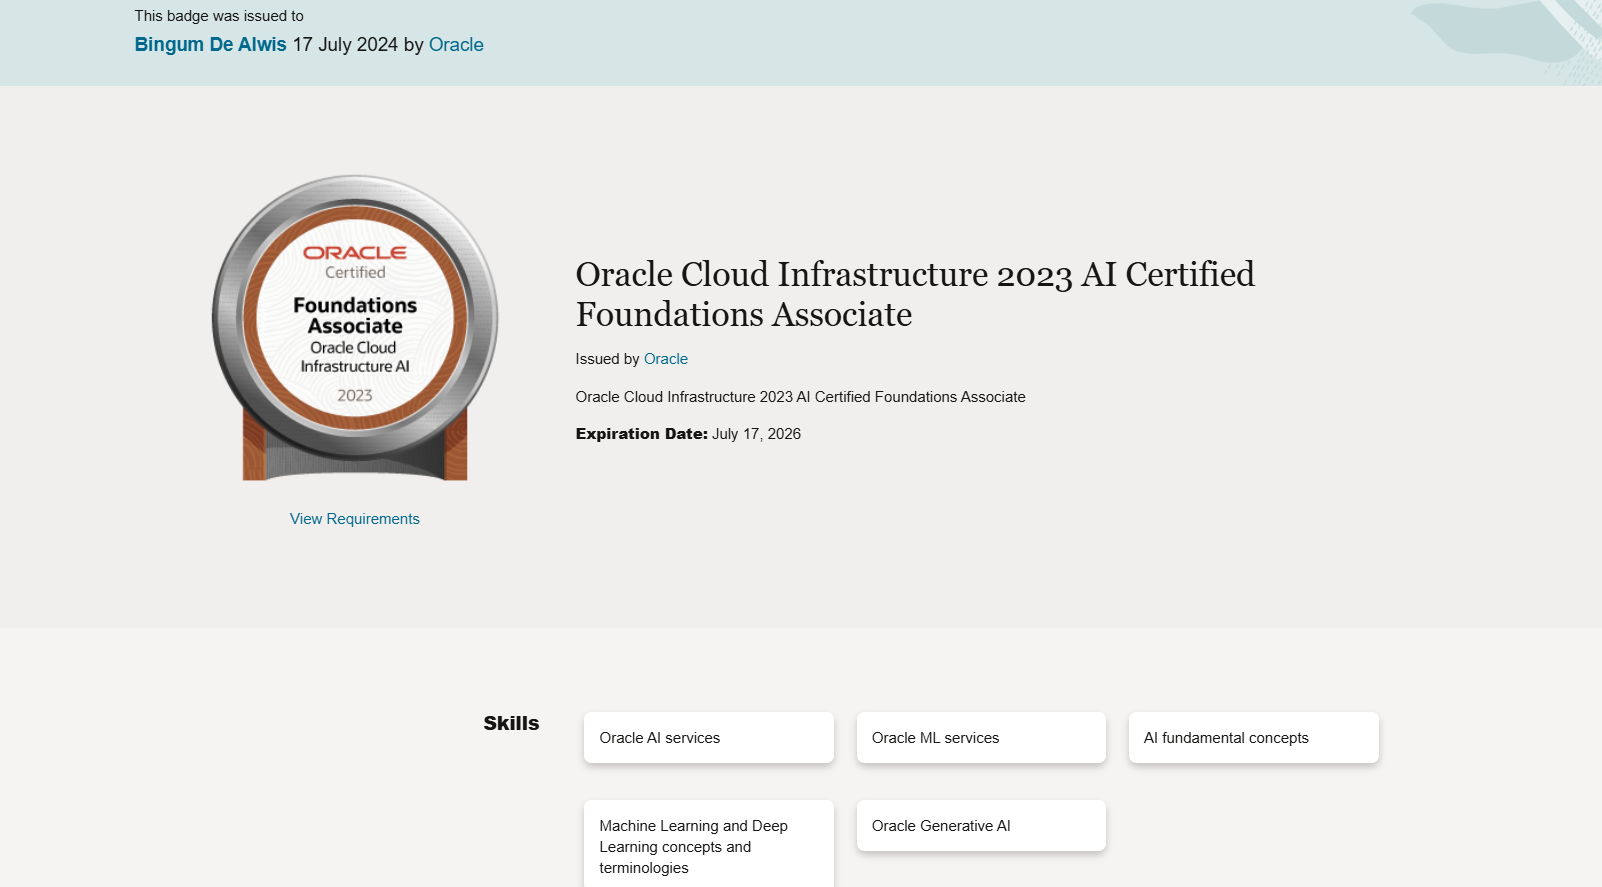 This badge was issued to
Bingum De Alwis 17 July 2024 by Oracle
ORACLE
Certified
Foundations
Associate
Oracle Cloud
Infrastructure AI
2023
View Requirements
Oracle Cloud Infrastructure 2023 AI Certified
Foundations Associate
Issued by Oracle
Oracle Cloud Infrastructure 2023 AI Certified Foundations Associate
Expiration Date: July 17, 2026
Skills
Oracle AI services
Oracle ML services
AI fundamental concepts
Machine Learning and Deep
Learning concepts and
terminologies
Oracle Generative AI